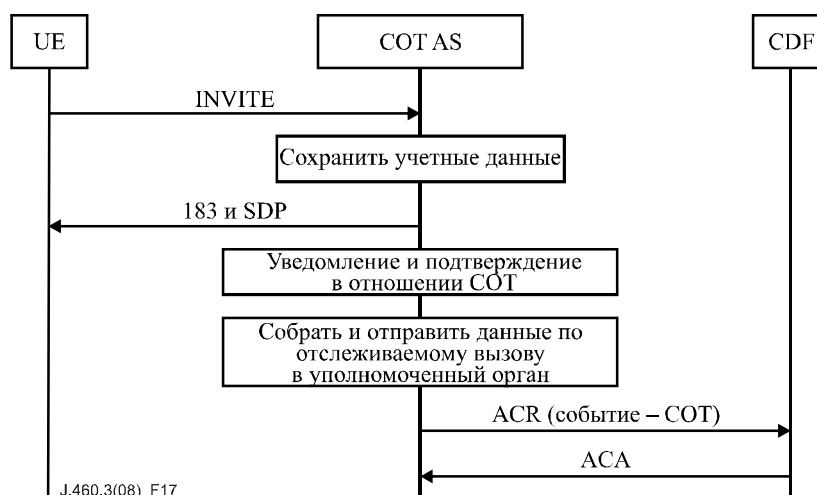 UE COT AS CDF
INVITE
Сохранить учетные данные
183 и SDP
Уведомление и подтверждение
в отношении COT
Собрать и отправить данные по
отслеживаемому вызову
в уполномоченный орган
ACR (событие – COT)
ACA
J.460.3(08)_F17